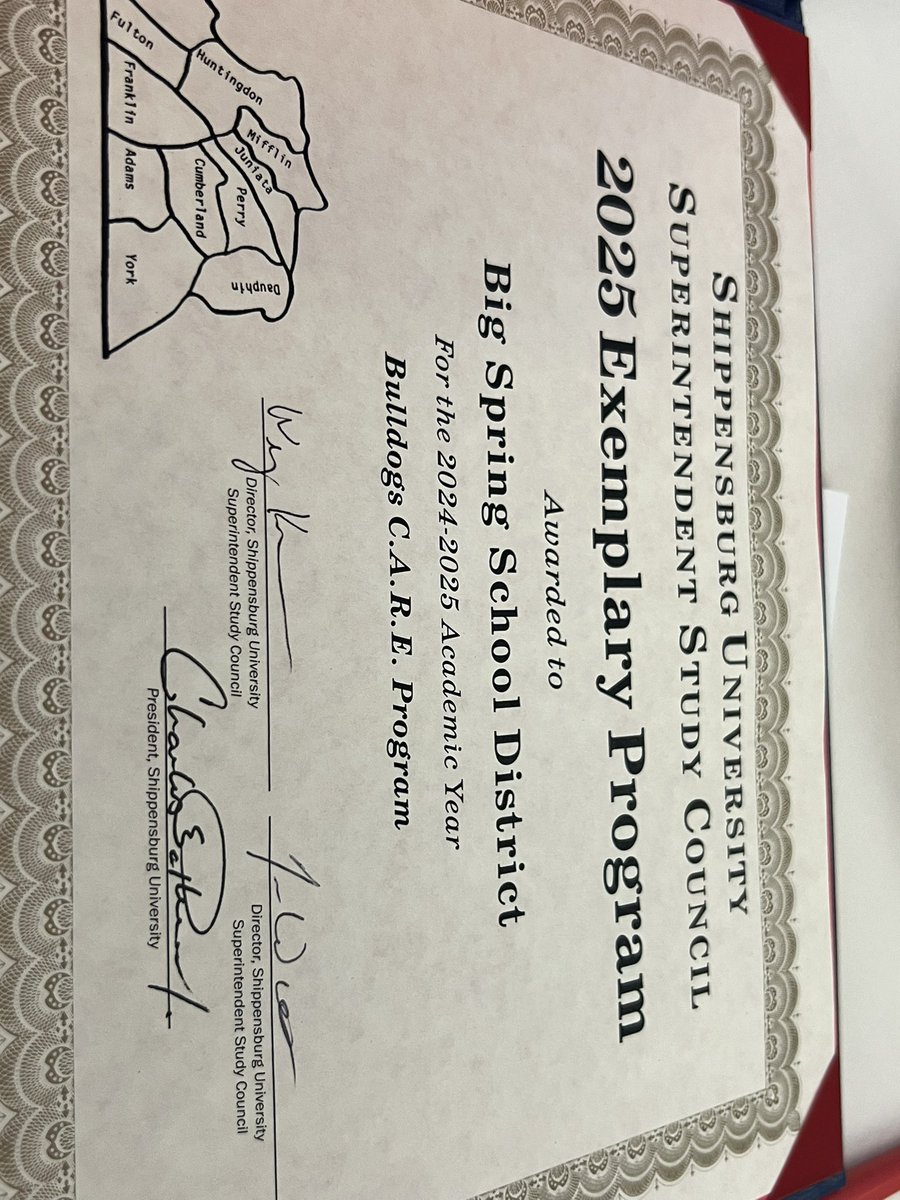 SHIPPENSBURG UNIVERSITY
SUPERINTENDENT STUDY COUNCIL
2025 Exemplary Program
Awarded to
Big Spring School District
For the 2024-2025 Academic Year
Bulldogs C.A.R.E. Program
Director, Shippensburg University
Superintendent Study Council
Director, Shippensburg University
Superintendent Study Council
President, Shippensburg University
Huntingdon
Mifflin
Juniata
Perry
Dauphin
Fulton
Franklin
Cumberland
Adams
York